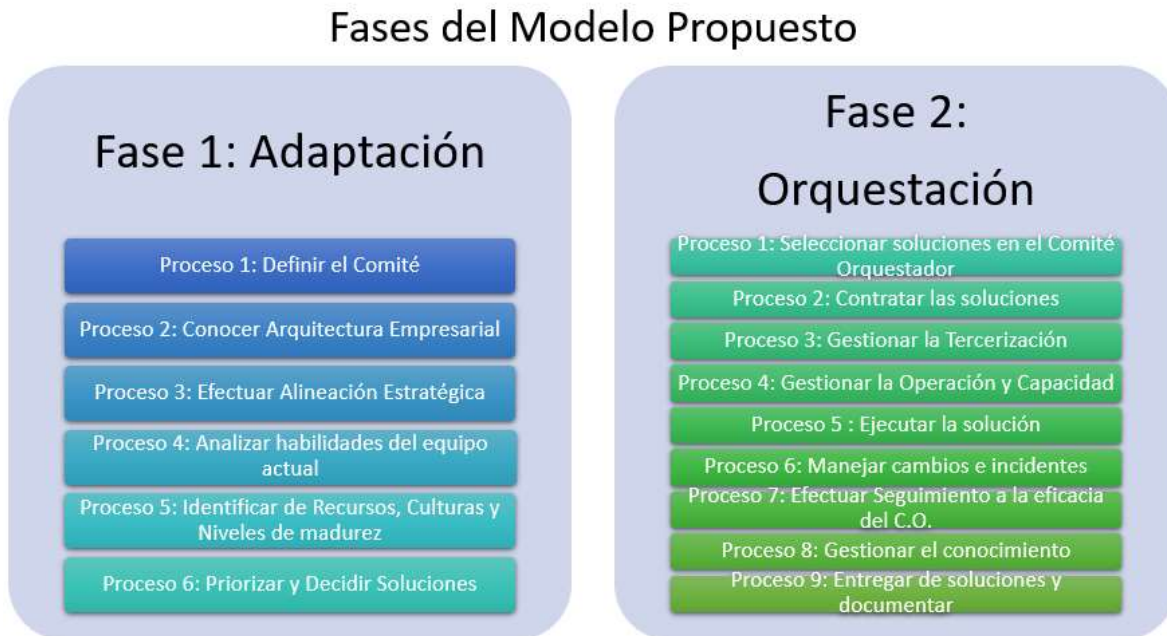 Fases del Modelo Propuesto
Fase 1: Adaptación
Proceso 1: Definir el Comité
Proceso 2: Conocer Arquitectura Empresarial
Proceso 3: Efectuar Alineación Estratégica
Proceso 4: Analizar habilidades del equipo
actual
Proceso 5: Identificar de Recursos, Culturas y
Niveles de madurez
Proceso 6: Priorizar y Decidir Soluciones
Fase 2:
Orquestación
Proceso 1: Seleccionar soluciones en el Comité
Orquestador
Proceso 2: Contratar las soluciones
Proceso 3: Gestionar la Tercerización
Proceso 4: Gestionar la Operación y Capacidad
Proceso 5 : Ejecutar la solución
Proceso 6: Manejar cambios e incidentes
Proceso 7: Efectuar Seguimiento a la eficacia
del C.O.
Proceso 8: Gestionar el conocimiento
Proceso 9: Entregar de soluciones y
documentar